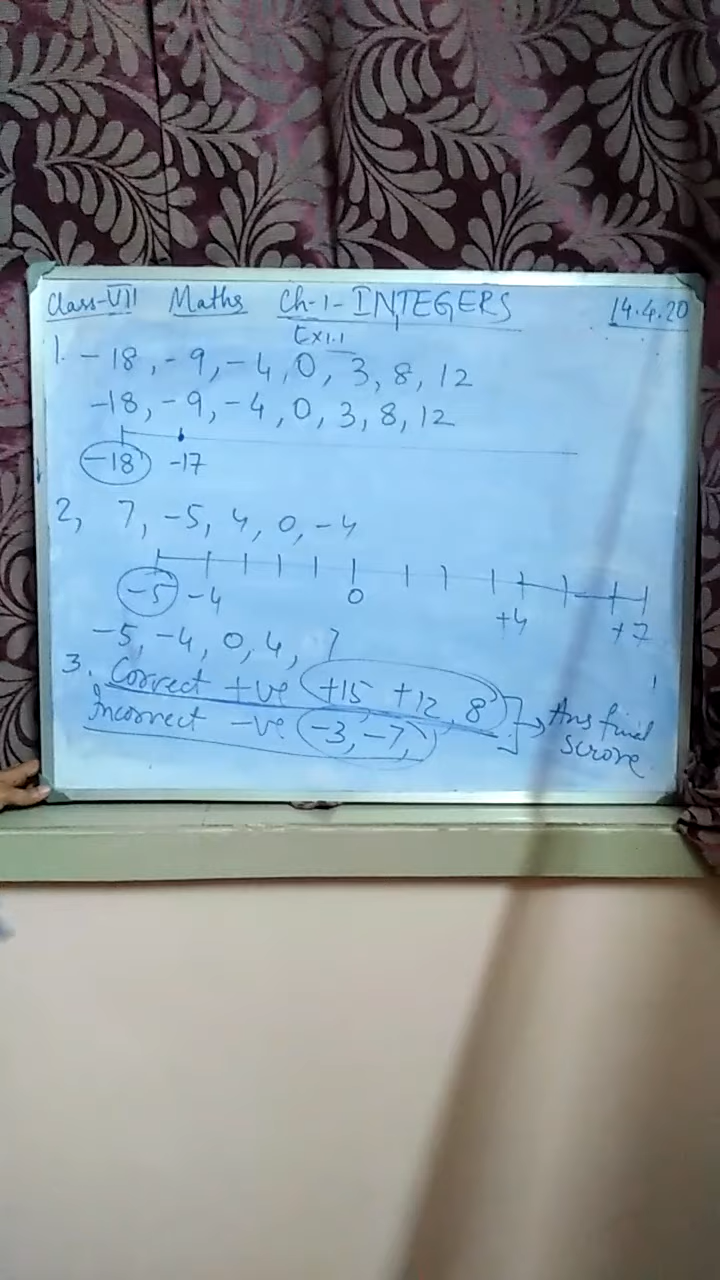 Class-VII Maths Ch-1-INTEGERS 14.4.20
Ex1.1
1. -18, -9, -4, 0, 3, 8, 12
-18, -9, -4, 0, 3, 8, 12
-18 -17
2, 7, -5, 4, 0, -4
-5 -4 0 +4 +7
-5, -4, 0, 4, 7
3. Correct +ve +15, +12, 8 Ans final
Incorrect -ve -3, -7, scrore